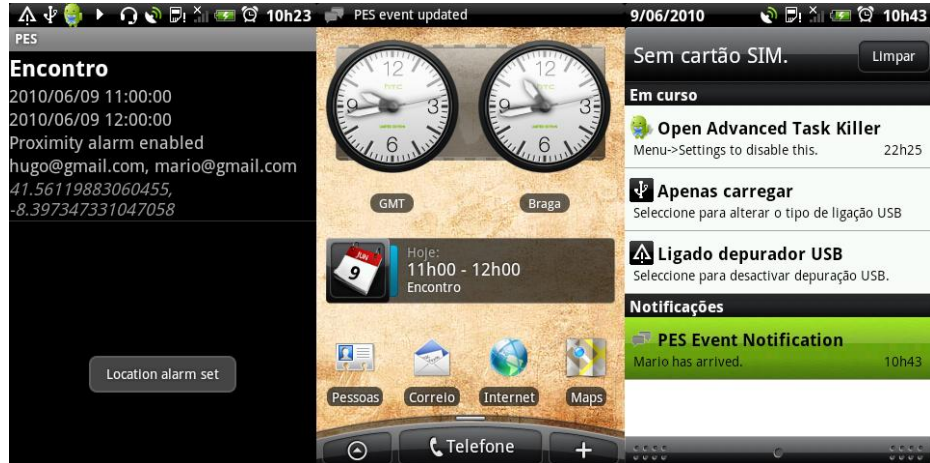 10h23
PES
Encontro
2010/06/09 11:00:00
2010/06/09 12:00:00
Proximity alarm enabled
hugo@gmail.com, mario@gmail.com
41.56119883060455,
-8.397347331047058
Location alarm set
PES event updated
12
9 3
6
12
9 3
6
GMT Braga
JUN
9
Hoje:
11h00 - 12h00
Encontro
Pessoas Correio Internet Maps
Telefone
9/06/2010 10h43
Sem cartão SIM. Limpar
Em curso
Open Advanced Task Killer
Menu->Settings to disable this. 22h25
Apenas carregar
Seleccione para alterar o tipo de ligação USB
Ligado depurador USB
Seleccione para desactivar depuração USB.
Notificações
PES Event Notification
Mario has arrived. 10h43